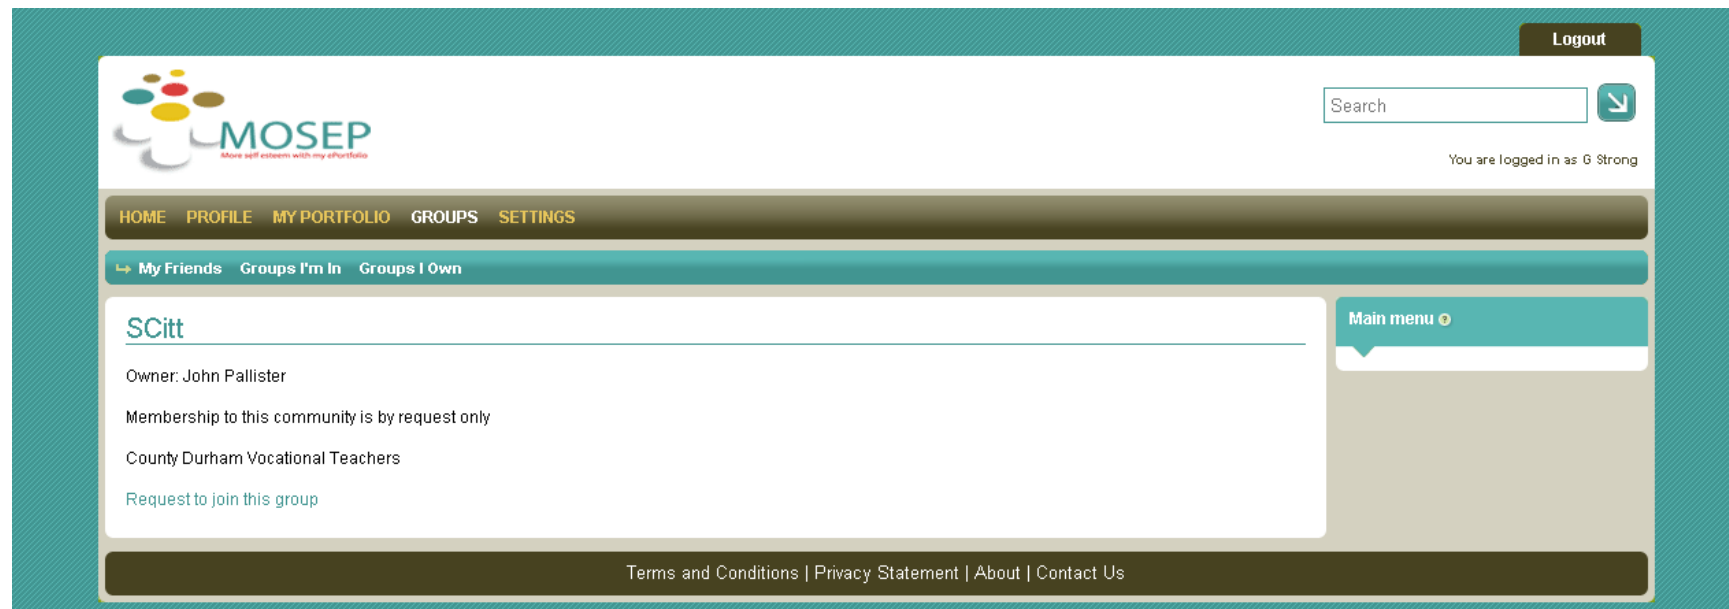 Logout
MOSEP
More self esteem with my ePortfolio
Search
You are logged in as G Strong
HOME PROFILE MY PORTFOLIO GROUPS SETTINGS
My Friends Groups I'm In Groups I Own
SCitt
Owner: John Pallister
Membership to this community is by request only
County Durham Vocational Teachers
Request to join this group
Main menu ?
Terms and Conditions | Privacy Statement | About | Contact Us